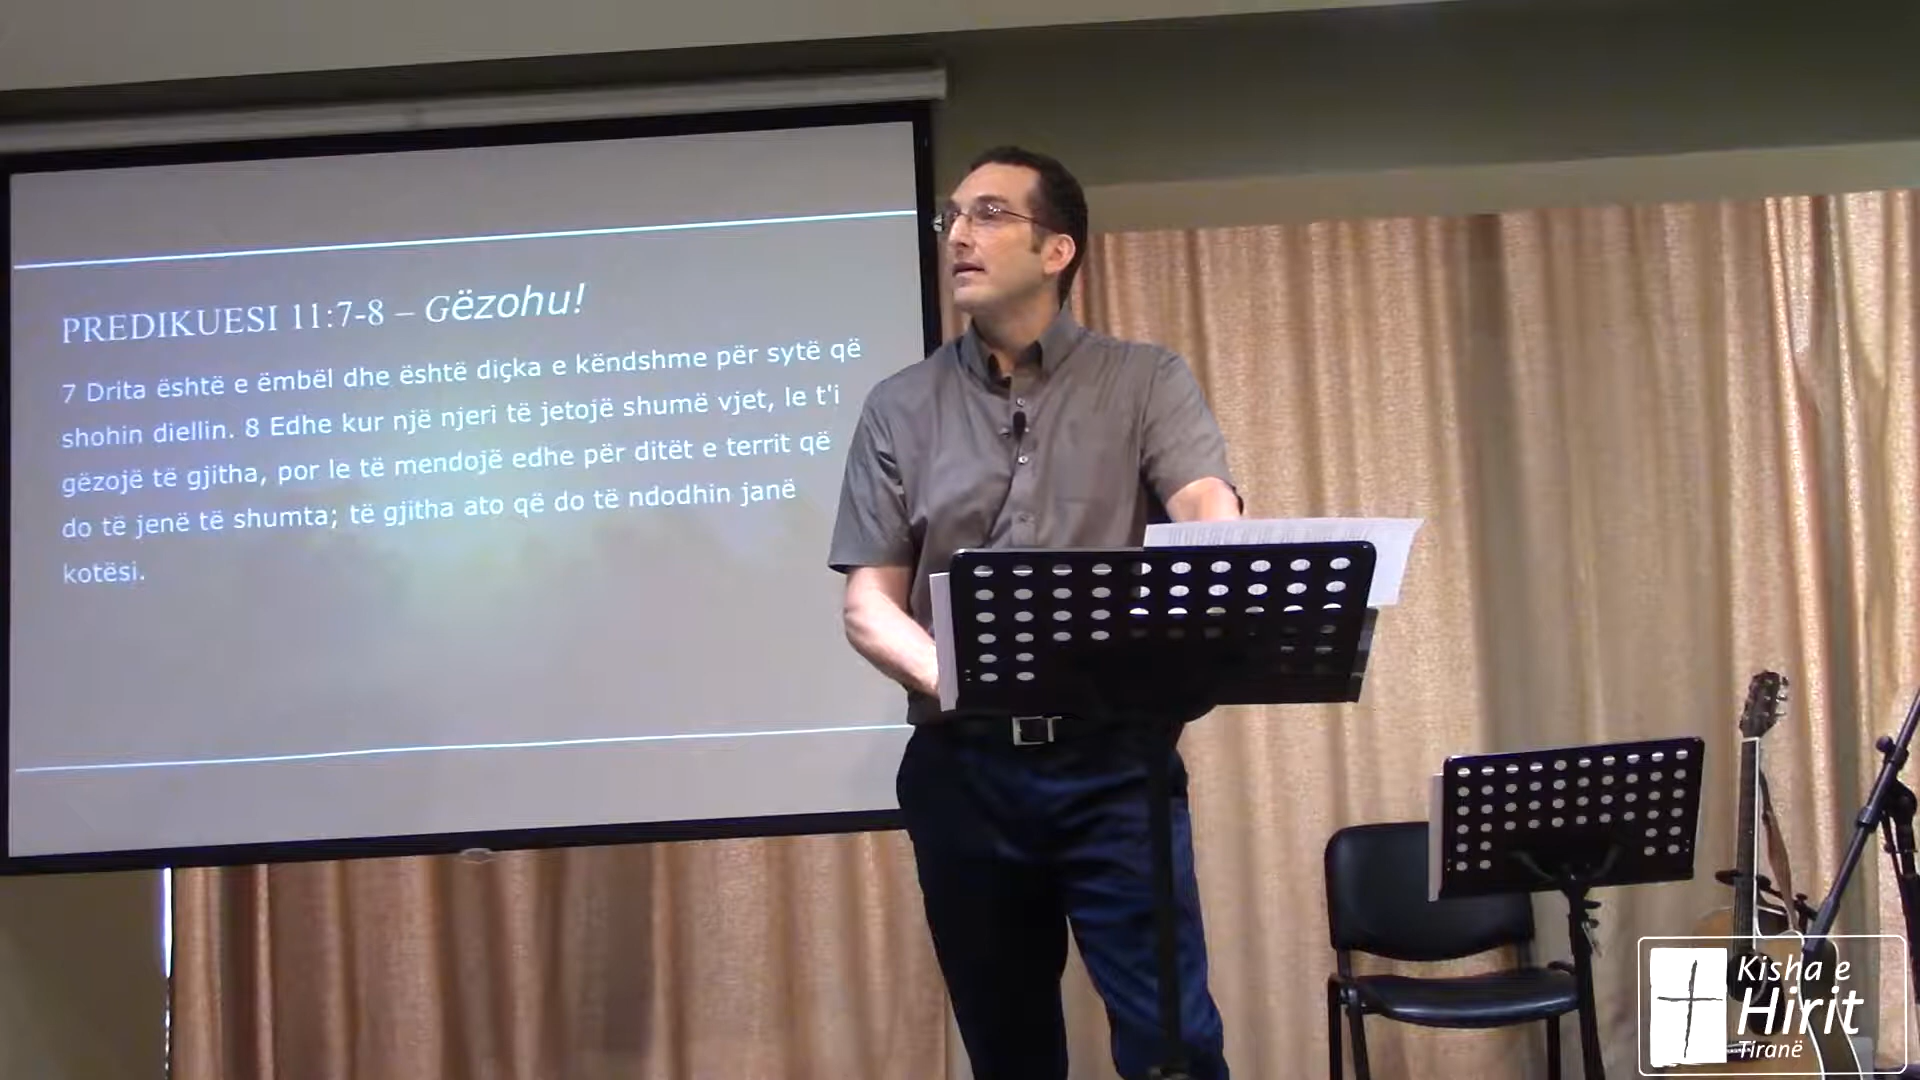 PREDIKUESI 11:7-8 – Gëzohu!
7 Drita është e ëmbël dhe është diçka e këndshme për sytë që
shohin diellin. 8 Edhe kur një njeri të jetojë shumë vjet, le t'i
gëzojë të gjitha, por le të mendojë edhe për ditët e territ që
do të jenë të shumta; të gjitha ato që do të ndodhin janë
kotësi.
Kisha e
Hirit
Tiranë